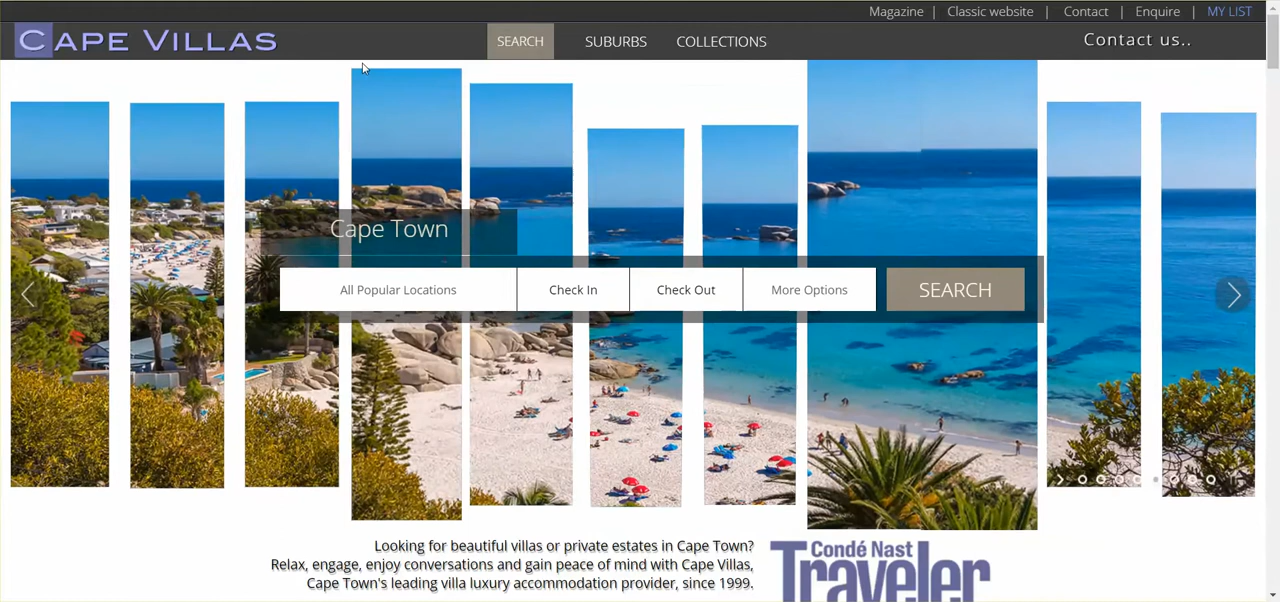 Magazine | Classic website | Contact | Enquire | MY LIST
CAPE VILLAS
SEARCH SUBURBS COLLECTIONS
Contact us..
Cape Town
All Popular Locations Check In Check Out More Options SEARCH
Looking for beautiful villas or private estates in Cape Town?
Relax, engage, enjoy conversations and gain peace of mind with Cape Villas,
Cape Town's leading villa luxury accommodation provider, since 1999.
Condé Nast
Traveler